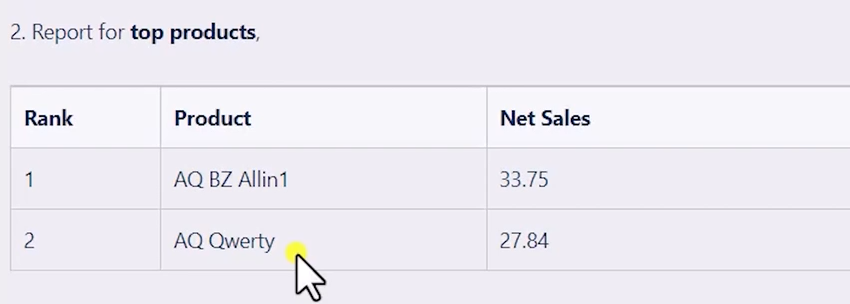 2. Report for top products,
Rank Product Net Sales
1 AQ BZ Allin1 33.75
2 AQ Qwerty 27.84